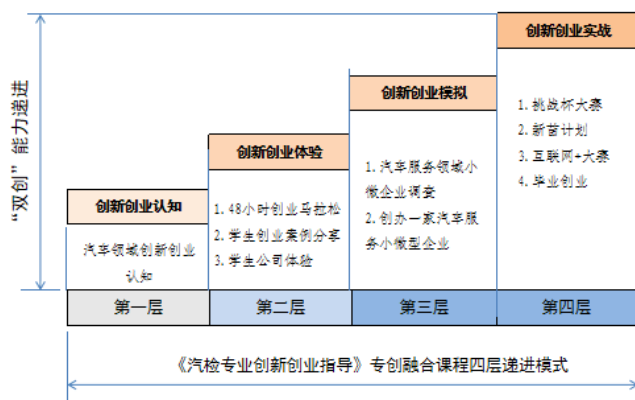 "双创"能力递进
创新创业认知
汽车领域创新创业
认知
创新创业体验
1. 48小时创业马拉松
2. 学生创业案例分享
3. 学生公司体验
创新创业模拟
1. 汽车服务领域小
微企业调查
2. 创办一家汽车服
务小微型企业
创新创业实战
1. 挑战杯大赛
2. 新苗计划
3. 互联网+大赛
4. 毕业创业
第一层
第二层
第三层
第四层
《汽检专业创新创业指导》专创融合课程四层递进模式